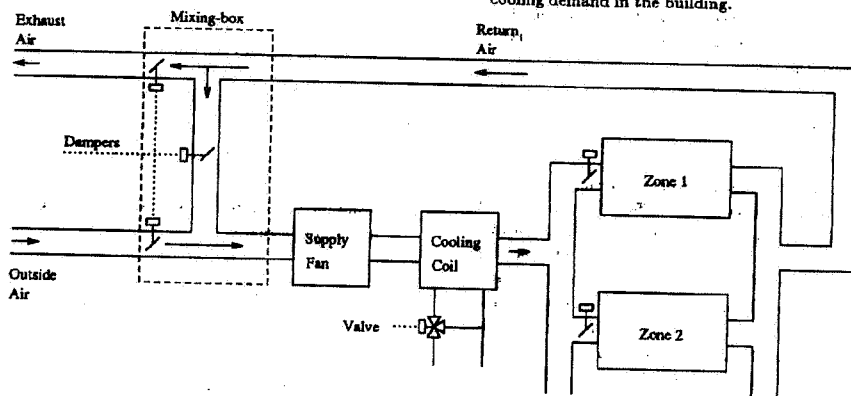 cooling demand in the building.
Mixing-box
Exhaust
Air
Return
Air
Dampers
Zone 1
Supply
Fan
Cooling
Coil
Outside
Air
Valve
Zone 2